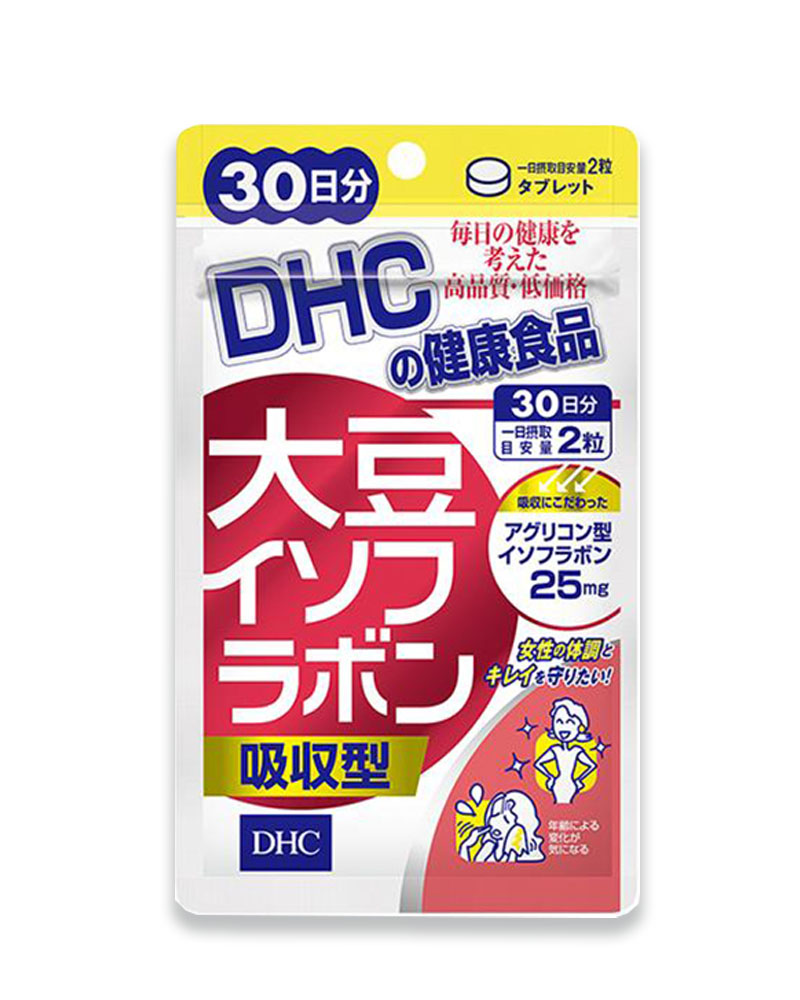 30日分
一日摂取目安量2粒
タブレット
毎日の健康を
考えた
高品質・低価格
DHC
の健康食品
30日分
一日摂取
目安量 2粒
吸収にこだわった
アグリコン型
イソフラボン
25mg
大豆
イソフ
ラボン
吸収型
女性の体調と
キレイを守りたい!
年齢による
変化が
気になる
DHC